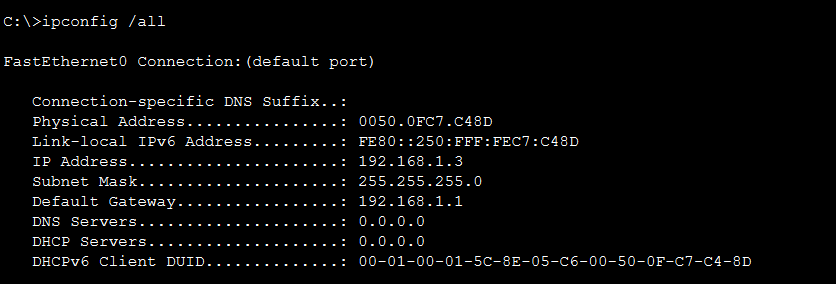 C:\>ipconfig /all
FastEthernet0 Connection:(default port)
Connection-specific DNS Suffix..:
Physical Address................: 0050.0FC7.C48D
Link-local IPv6 Address.........: FE80::250:FFF:FEC7:C48D
IP Address......................: 192.168.1.3
Subnet Mask.....................: 255.255.255.0
Default Gateway.................: 192.168.1.1
DNS Servers.....................: 0.0.0.0
DHCP Servers....................: 0.0.0.0
DHCPv6 Client DUID..............: 00-01-00-01-5C-8E-05-C6-00-50-0F-C7-C4-8D